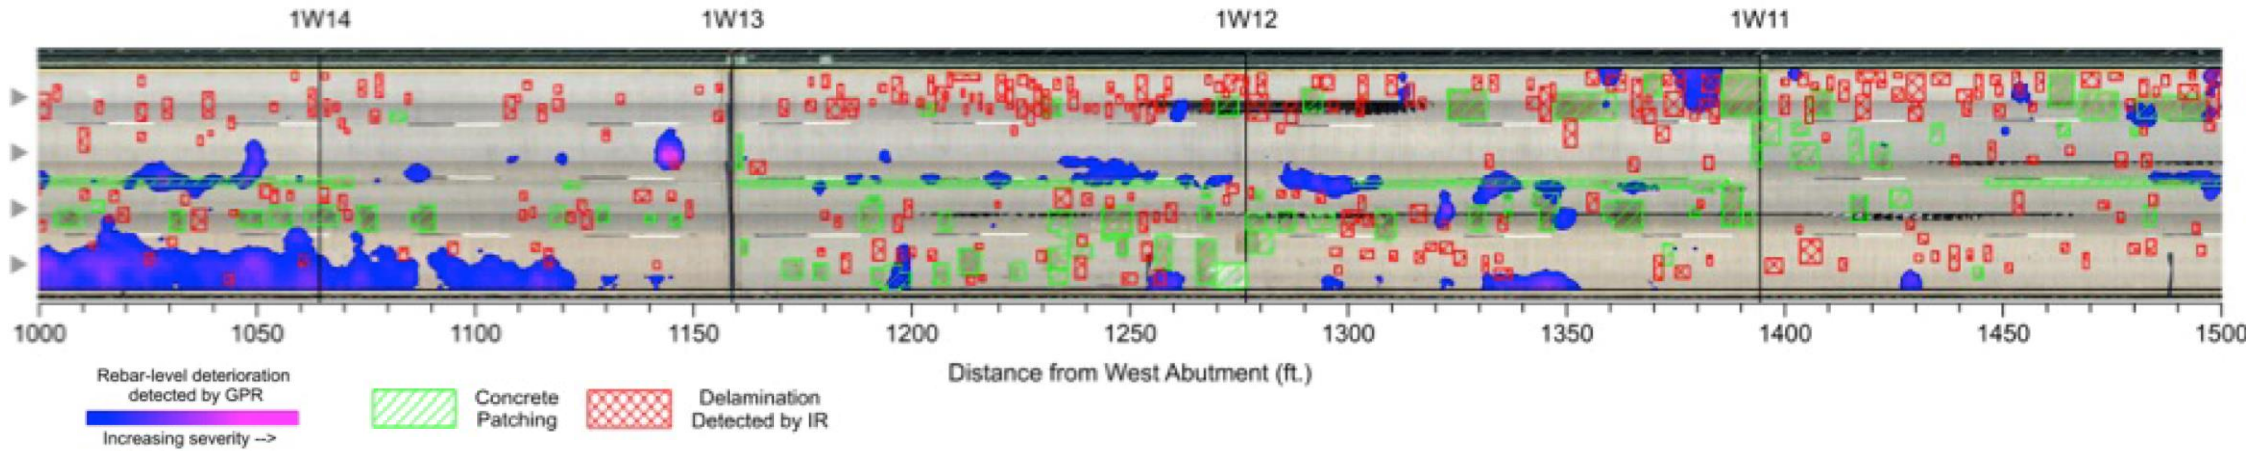 1W14 1W13 1W12 1W11
1000 1050 1100 1150 1200 1250 1300 1350 1400 1450 1500
Distance from West Abutment (ft.)
Rebar-level deterioration
detected by GPR
Increasing severity -->
Concrete
Patching
Delamination
Detected by IR